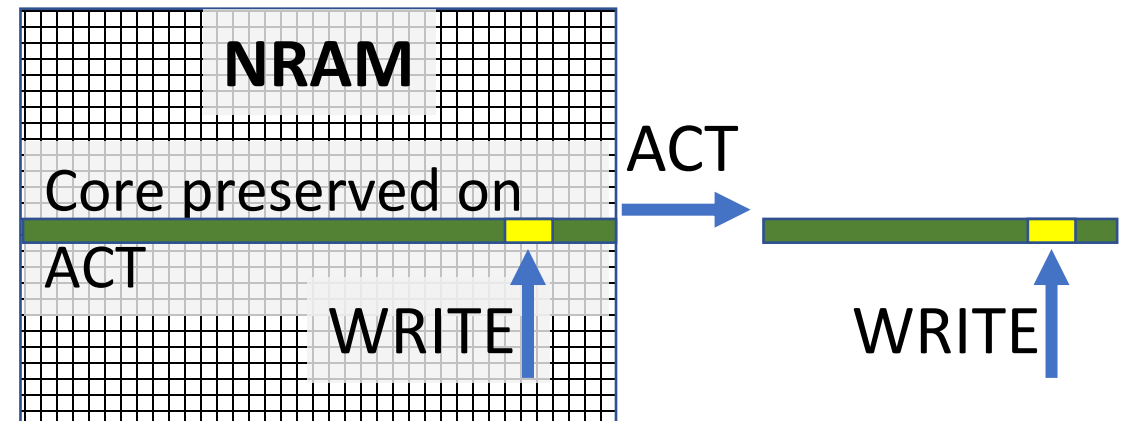 NRAM
ACT
Core preserved on
ACT
WRITE
WRITE